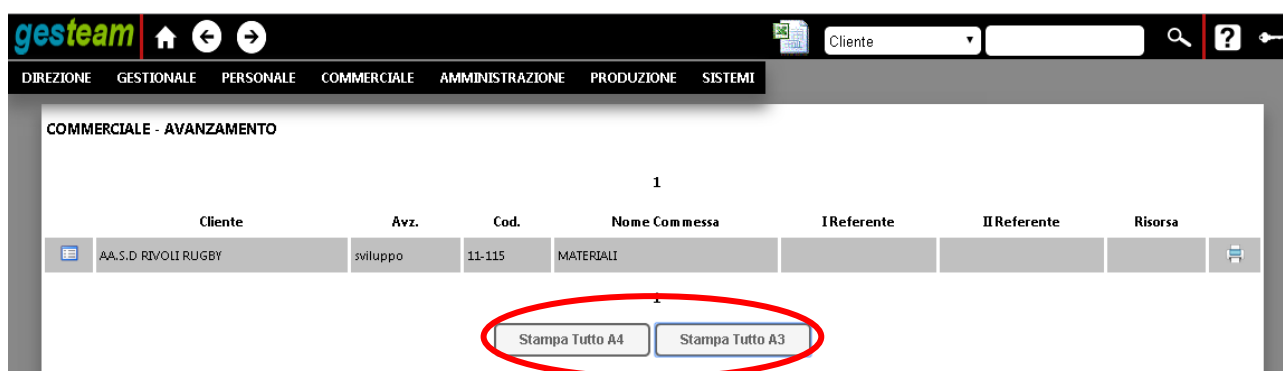 gesteam Cliente ?
DIREZIONE GESTIONALE PERSONALE COMMERCIALE AMMINISTRAZIONE PRODUZIONE SISTEMI
COMMERCIALE - AVANZAMENTO
1
Cliente Avz. Cod. Nome Commessa I Referente II Referente Risorsa
AA.S.D RIVOLI RUGBY sviluppo 11-115 MATERIALI
1
Stampa Tutto A4 Stampa Tutto A3